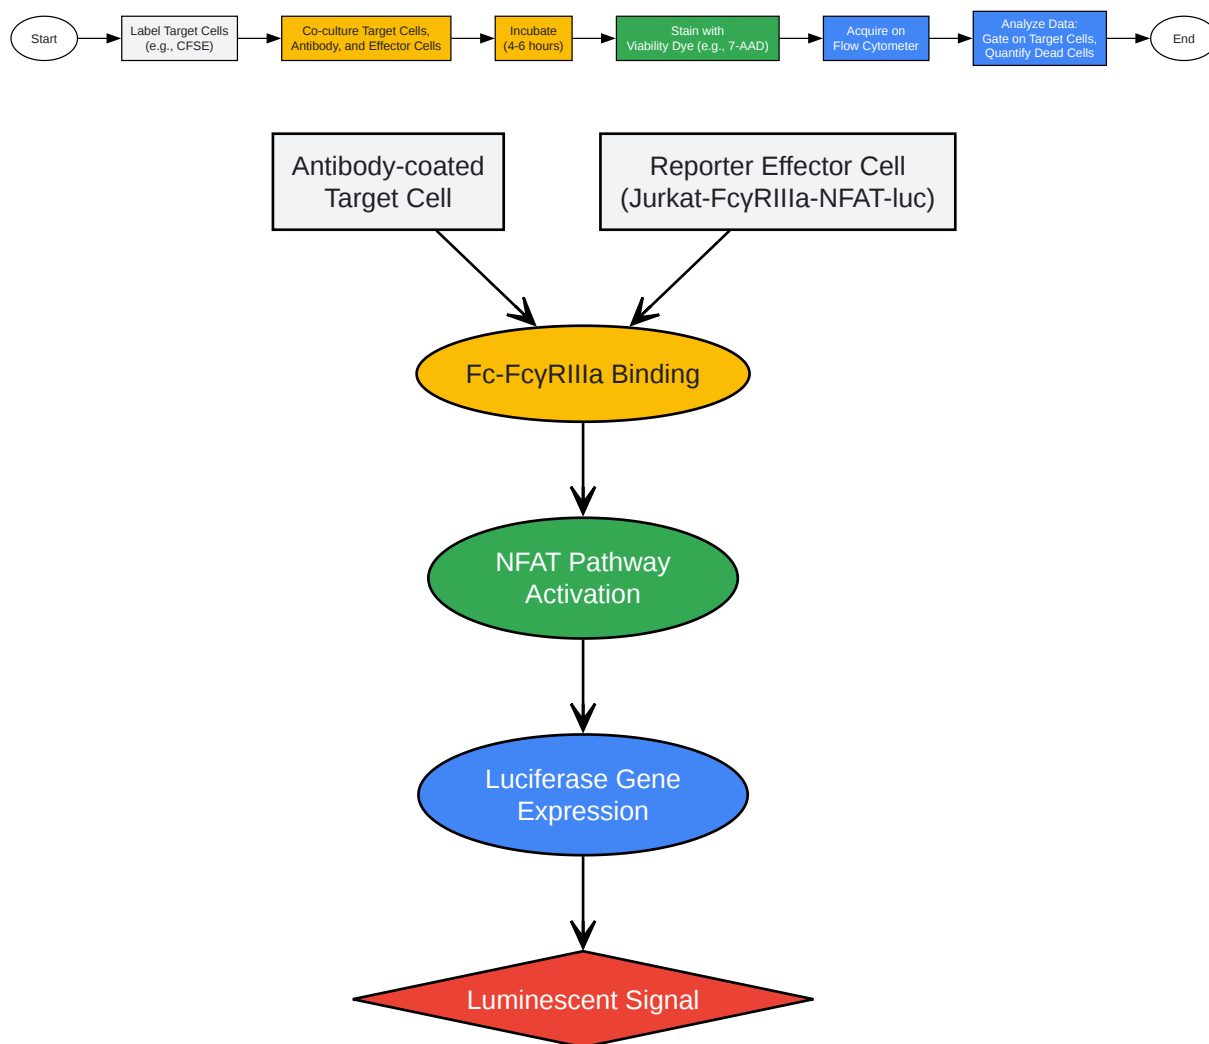 Start
Label Target Cells
(e.g., CFSE)
Co-culture Target Cells,
Antibody, and Effector Cells
Incubate
(4-6 hours)
Stain with
Viability Dye (e.g., 7-AAD)
Acquire on
Flow Cytometer
Analyze Data:
Gate on Target Cells,
Quantify Dead Cells
End
Antibody-coated
Target Cell
Reporter Effector Cell
(Jurkat-FcγRIIIa-NFAT-luc)
Fc-FcγRIIIa Binding
NFAT Pathway
Activation
Luciferase Gene
Expression
Luminescent Signal